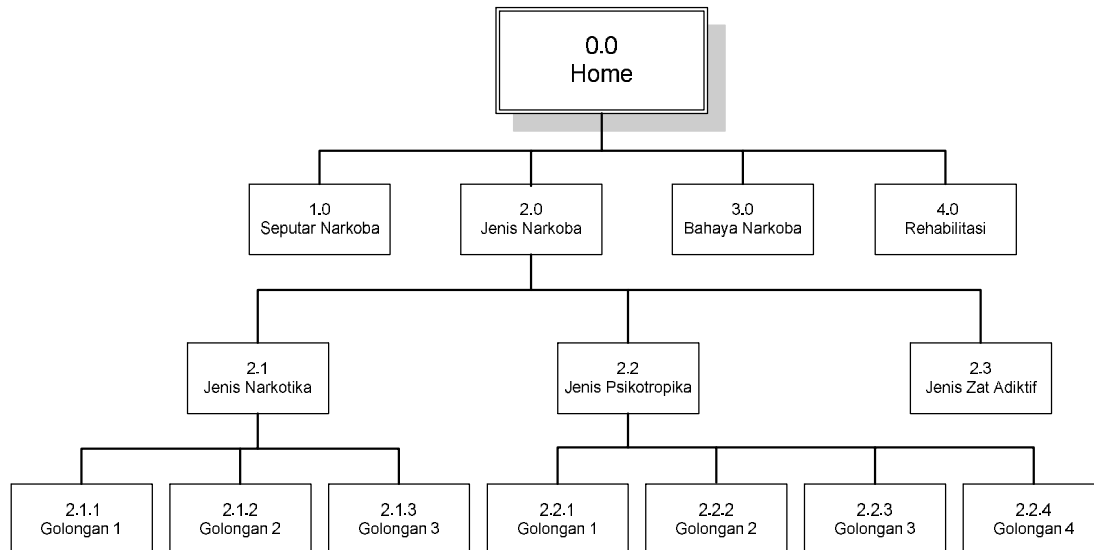 0.0
Home
1.0
Seputar Narkoba
2.0
Jenis Narkoba
3.0
Bahaya Narkoba
4.0
Rehabilitasi
2.1
Jenis Narkotika
2.2
Jenis Psikotropika
2.3
Jenis Zat Adiktif
2.1.1
Golongan 1
2.1.2
Golongan 2
2.1.3
Golongan 3
2.2.1
Golongan 1
2.2.2
Golongan 2
2.2.3
Golongan 3
2.2.4
Golongan 4